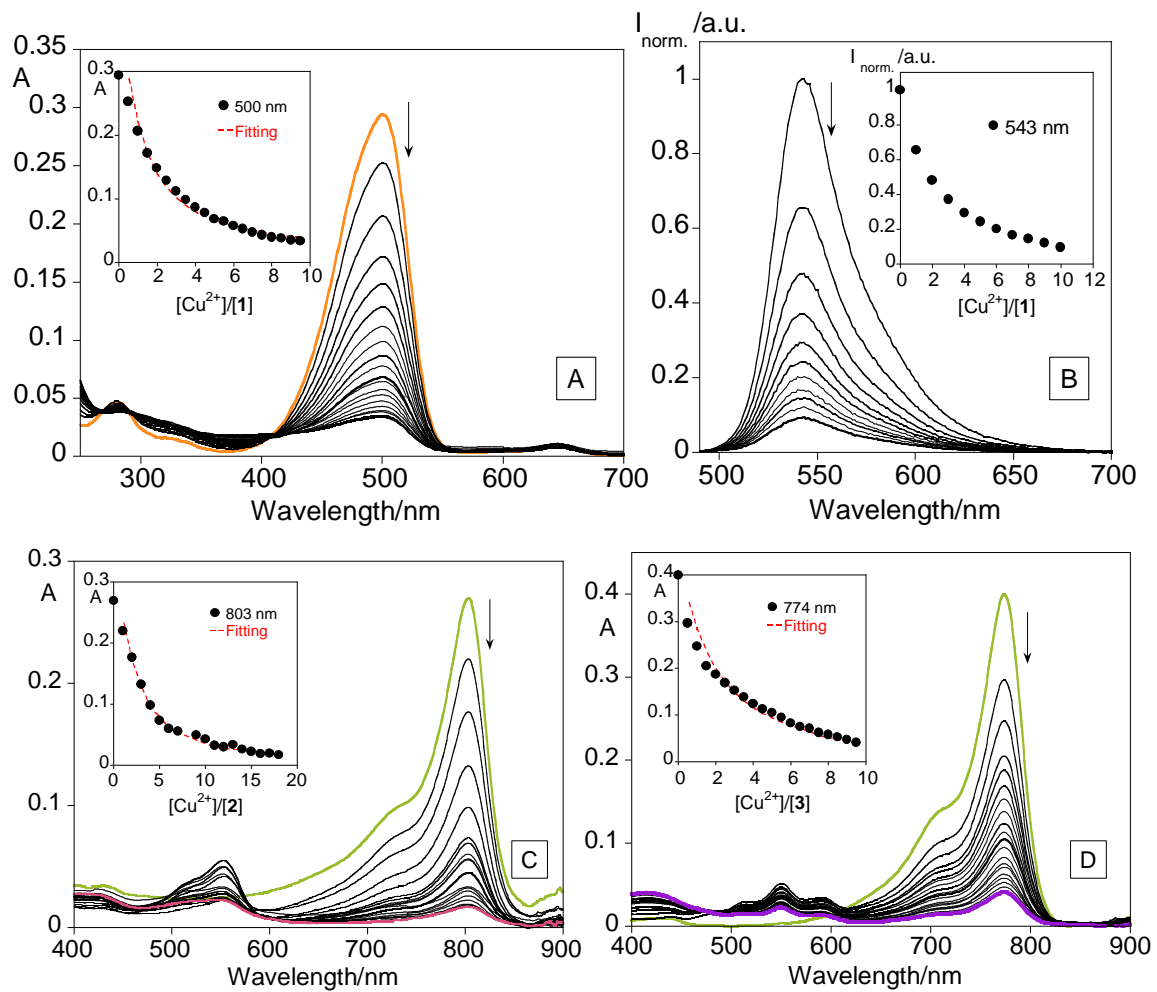 I norm. /a.u.
0.35
A
0.3
0.25
0.2
0.15
0.1
0.05
0
300 400 500 600 700
Wavelength/nm
A
0.3
A
0.2
0.1
0
0 2 4 6 8 10
[Cu²⁺]/[1]
500 nm
Fitting
1
0.8
0.6
0.4
0.2
0
500 550 600 650 700
Wavelength/nm
B
I norm. /a.u.
1
0.8
0.6
0.4
0.2
0
0 2 4 6 8 10 12
[Cu²⁺]/[1]
543 nm
0.3
A
0.2
0.1
0
400 500 600 700 800 900
Wavelength/nm
C
0.3
A
0.2
0.1
0
0 5 10 15 20
[Cu²⁺]/[2]
803 nm
Fitting
0.4
A
0.3
0.2
0.1
0
400 500 600 700 800 900
Wavelength/nm
D
0.4
A
0.3
0.2
0.1
0
0 2 4 6 8 10
[Cu²⁺]/[3]
774 nm
Fitting